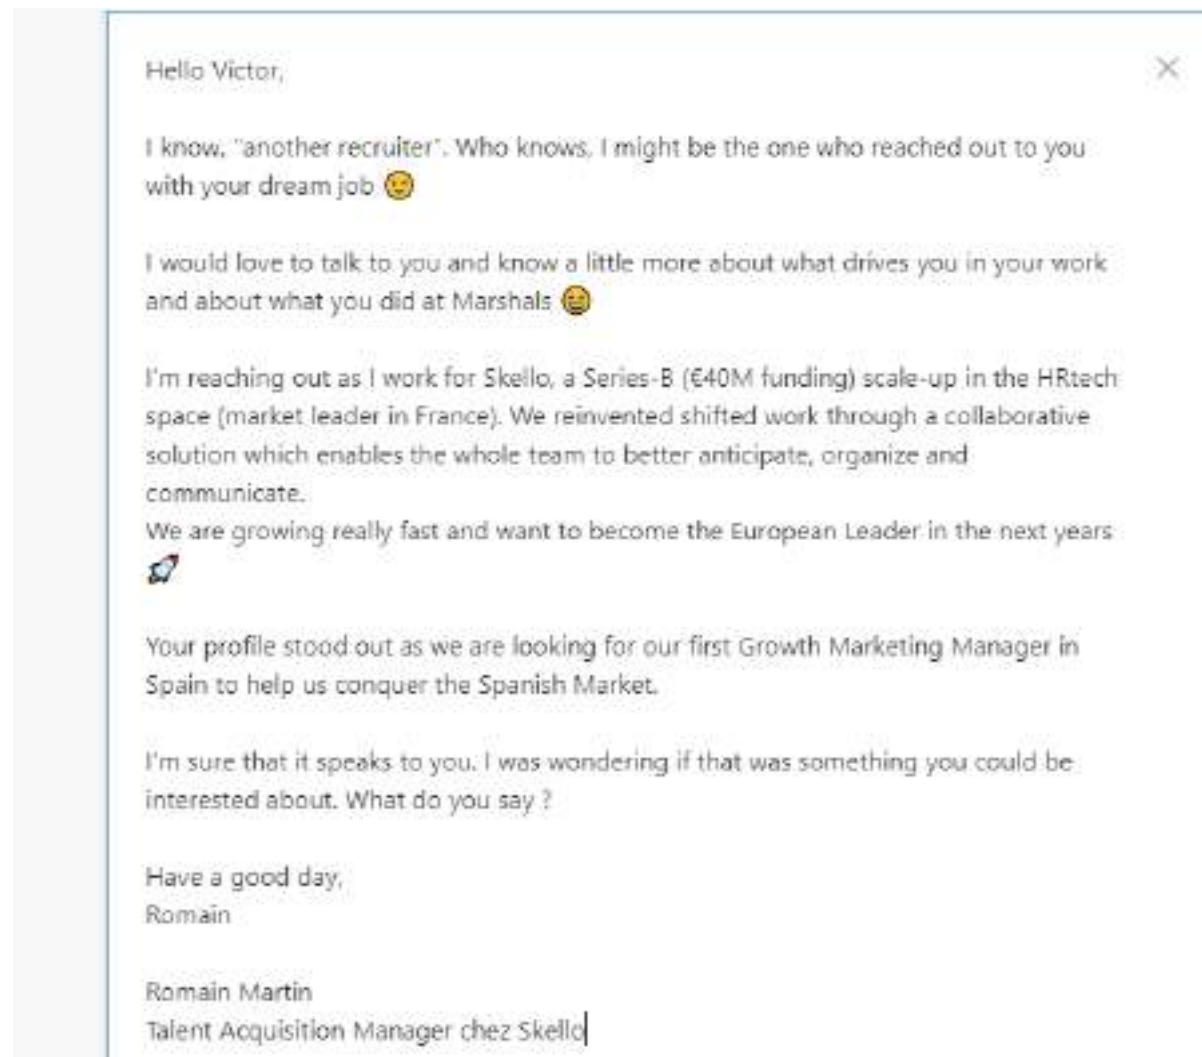 Hello Victor,
I know, "another recruiter". Who knows, I might be the one who reached out to you
with your dream job 😉
I would love to talk to you and know a little more about what drives you in your work
and about what you did at Marshals 😄
I'm reaching out as I work for Skello, a Series-B (€40M funding) scale-up in the HRtech
space (market leader in France). We reinvented shifted work through a collaborative
solution which enables the whole team to better anticipate, organize and
communicate.
We are growing really fast and want to become the European Leader in the next years
🚀
Your profile stood out as we are looking for our first Growth Marketing Manager in
Spain to help us conquer the Spanish Market.
I'm sure that it speaks to you. I was wondering if that was something you could be
interested about. What do you say ?
Have a good day,
Romain
Romain Martin
Talent Acquisition Manager chez Skello